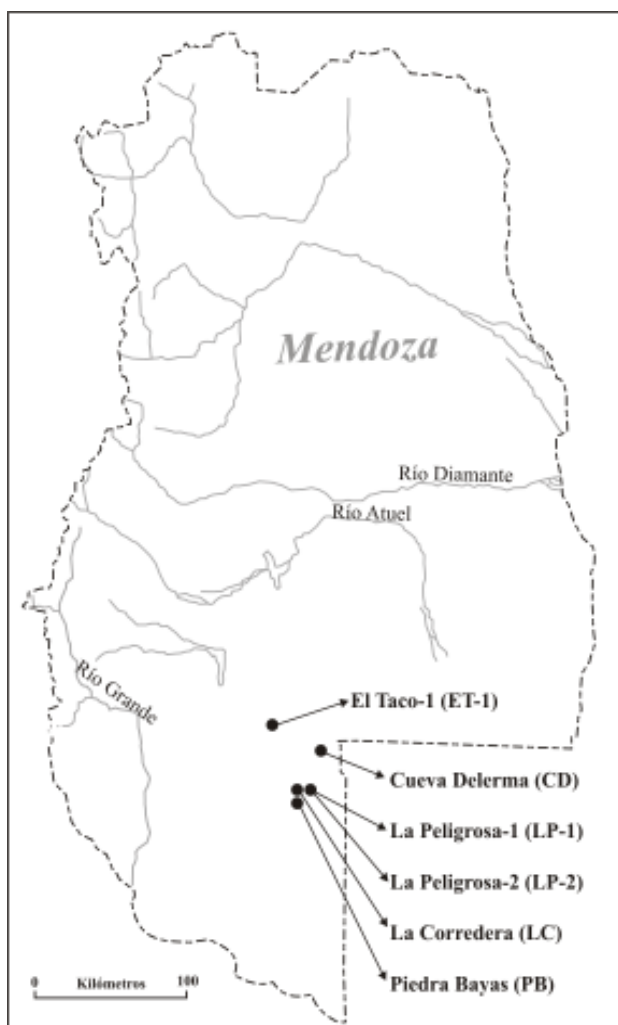 Mendoza
Río Diamante
Río Atuel
Río Grande
El Taco-1 (ET-1)
Cueva Delerma (CD)
La Peligrosa-1 (LP-1)
La Peligrosa-2 (LP-2)
La Corredera (LC)
Piedra Bayas (PB)
0 Kilómetros 100